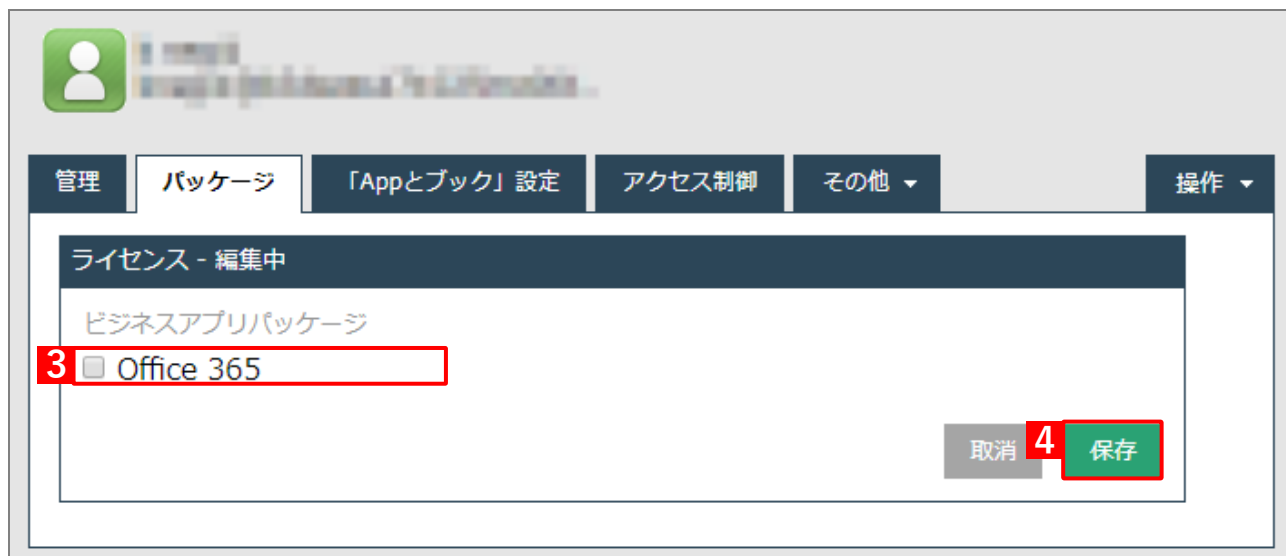 管理 パッケージ 「Appとブック」設定 アクセス制御 その他 操作
ライセンス - 編集中
ビジネスアプリパッケージ
3 Office 365
取消 4 保存